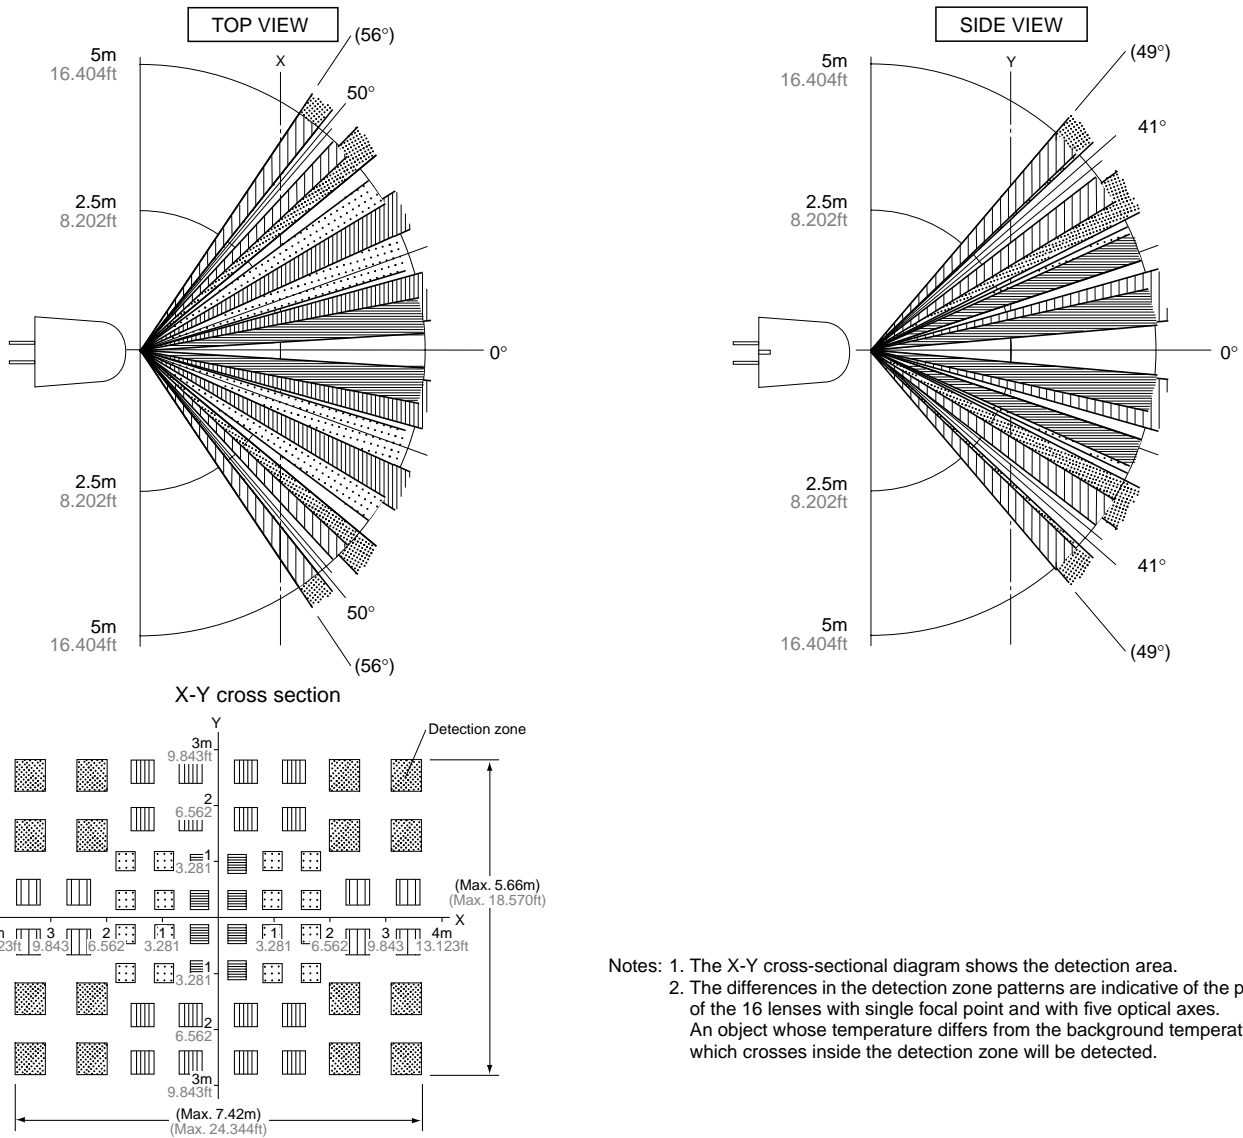 TOP VIEW
(56°)
5m
16.404ft
X
50°
2.5m
8.202ft
0°
2.5m
8.202ft
50°
5m
16.404ft
(56°)
SIDE VIEW
(49°)
5m
16.404ft
Y
41°
2.5m
8.202ft
0°
2.5m
8.202ft
41°
5m
16.404ft
(49°)
X-Y cross section
Y
Detection zone
3m
9.843ft
2
6.562
1
3.281
(Max. 5.66m)
(Max. 18.570ft)
X
3 2 1 1 2 3 4m
9.843 6.562 3.281 3.281 6.562 9.843 13.123ft
1
3.281
2
6.562
3m
9.843ft
(Max. 7.42m)
(Max. 24.344ft)
Notes: 1. The X-Y cross-sectional diagram shows the detection area.
2. The differences in the detection zone patterns are indicative of the
of the 16 lenses with single focal point and with five optical axes.
An object whose temperature differs from the background
which crosses inside the detection zone will be detected.